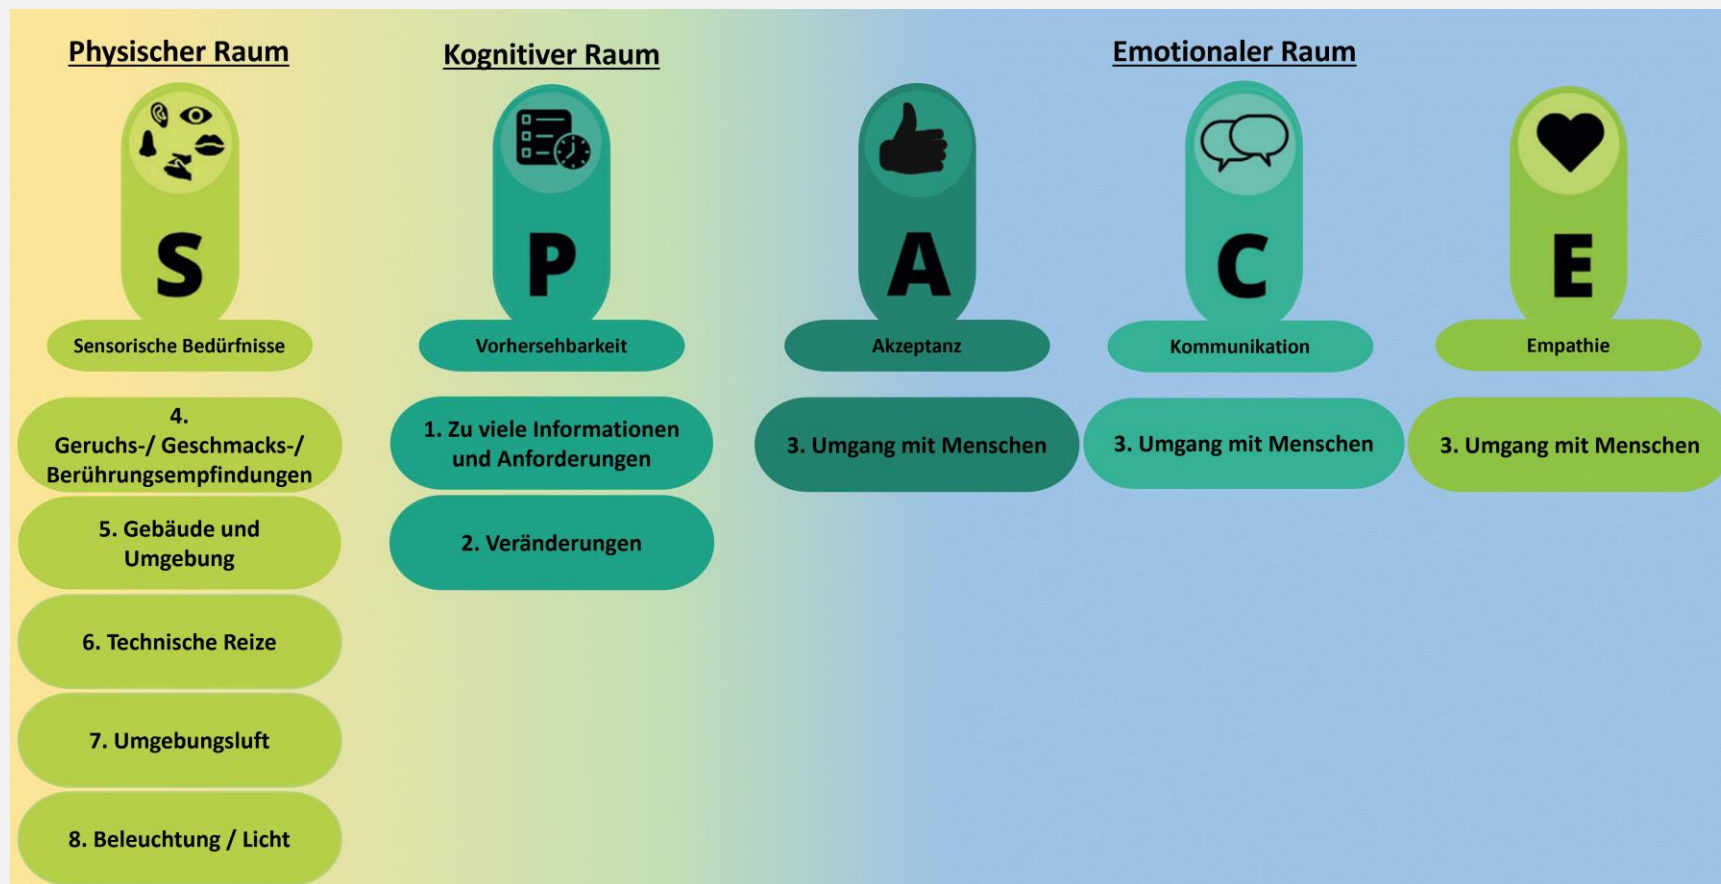 Physischer Raum
Kognitiver Raum
Emotionaler Raum
S
P
A
C
E
Sensorische Bedürfnisse
Vorhersehbarkeit
Akzeptanz
Kommunikation
Empathie
4.
Geruchs-/ Geschmacks-/
Berührungsempfindungen
1. Zu viele Informationen
und Anforderungen
3. Umgang mit Menschen
3. Umgang mit Menschen
3. Umgang mit Menschen
5. Gebäude und
Umgebung
2. Veränderungen
6. Technische Reize
7. Umgebungsluft
8. Beleuchtung / Licht